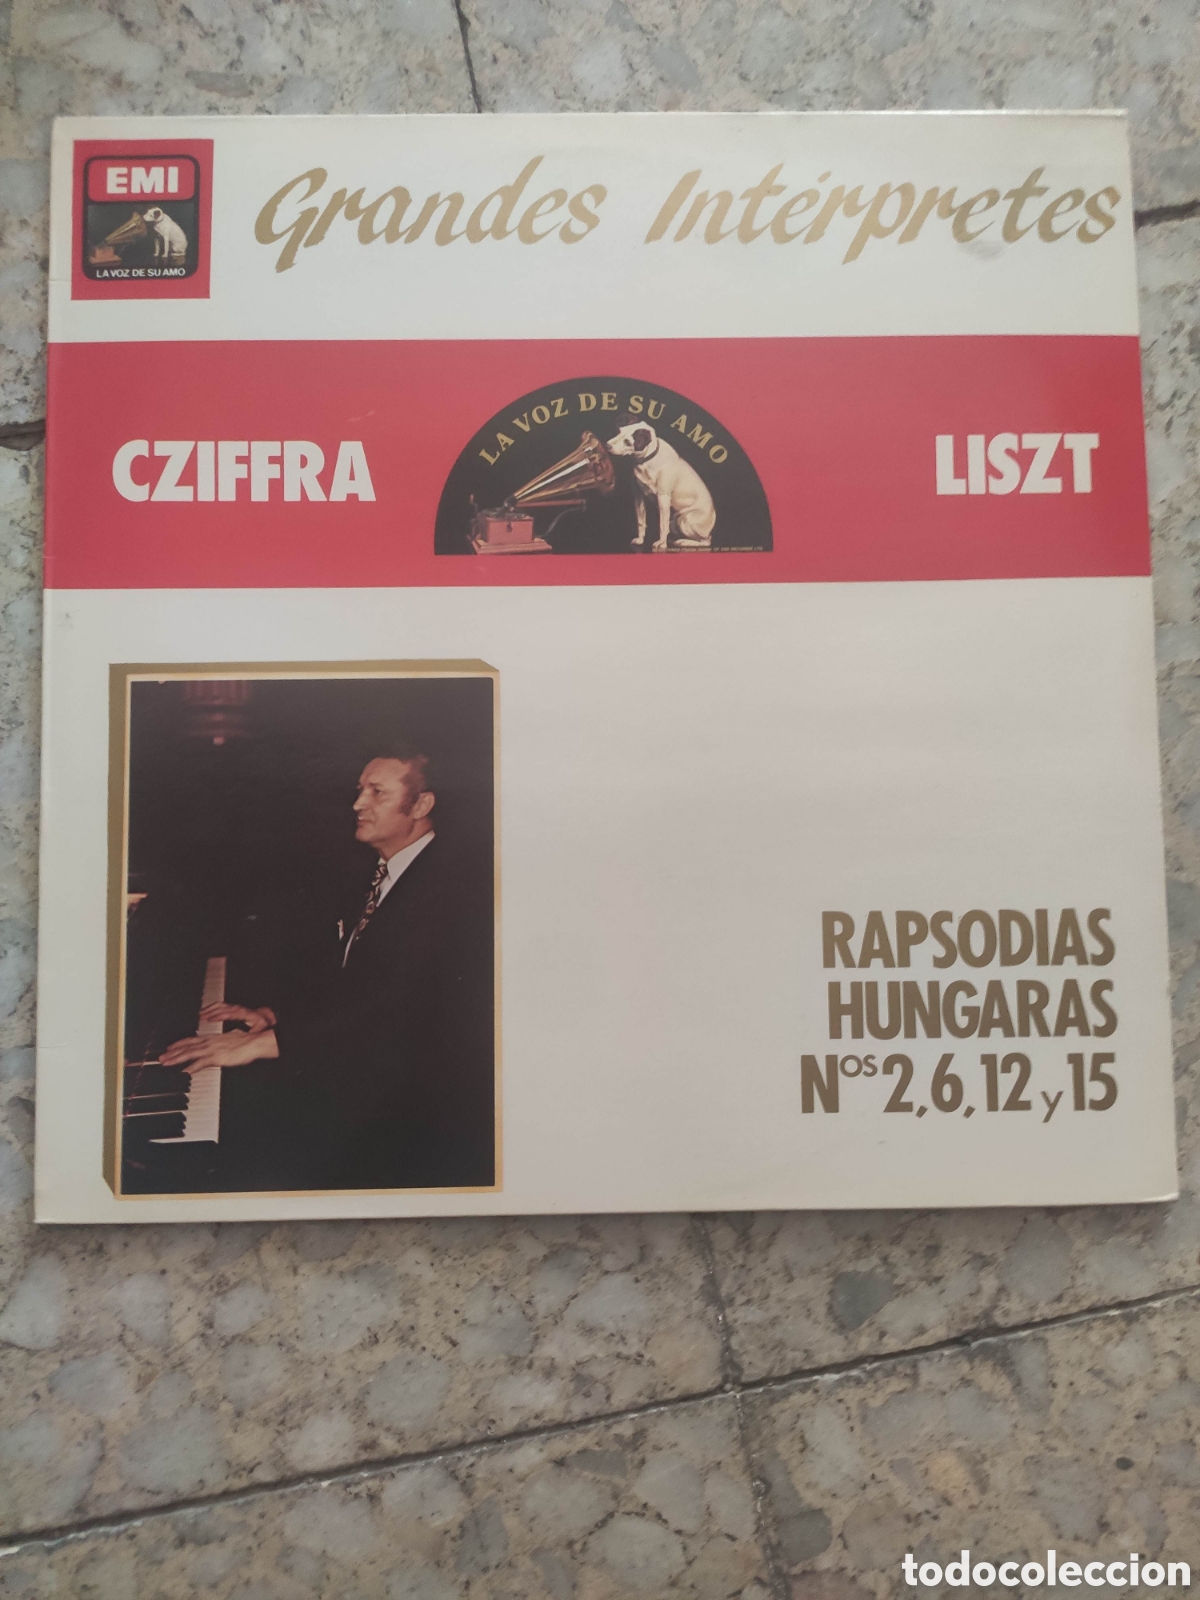 EMI
LA VOZ DE SU AMO
Grandes Intérpretes
CZIFFRA
LA VOZ DE SU AMO
LISZT
RAPSODIAS
HUNGARAS
Nos 2, 6, 12 y 15
todocoleccion